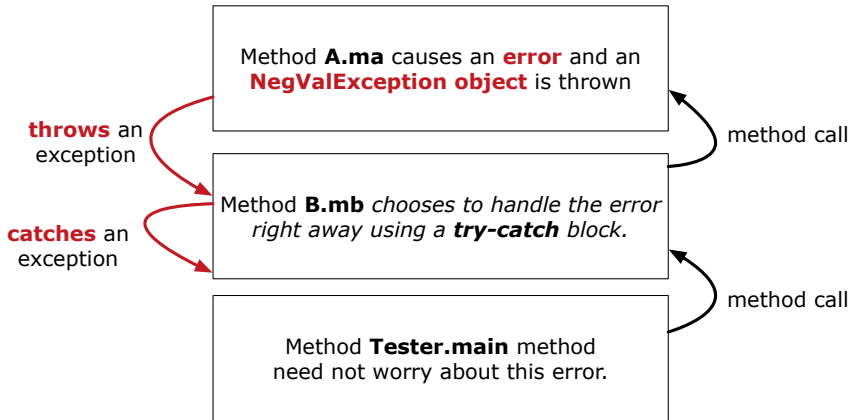 Method A.ma causes an error and an
NegValException object is thrown
throws an
exception
method call
Method B.mb chooses to handle the error
right away using a try-catch block.
catches an
exception
method call
Method Tester.main method
need not worry about this error.